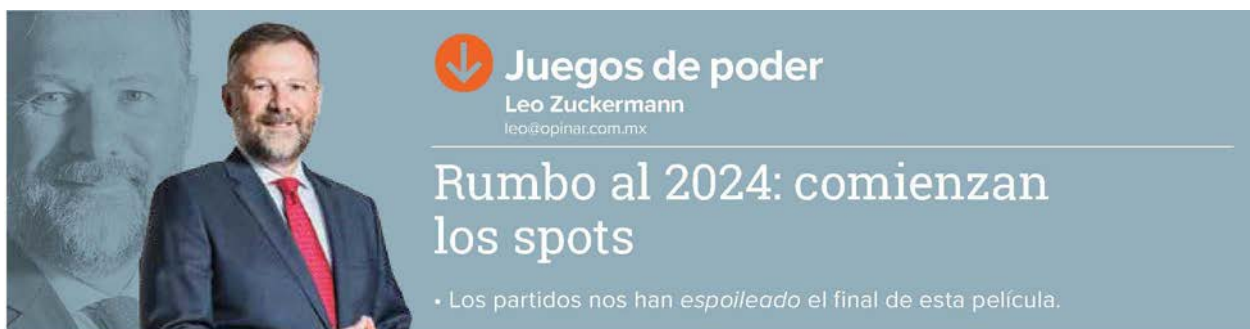 Juegos de poder
Leo Zuckermann
leo@opinar.com.mx
Rumbo al 2024: comienzan
los spots
• Los partidos nos han espoileado el final de esta película.